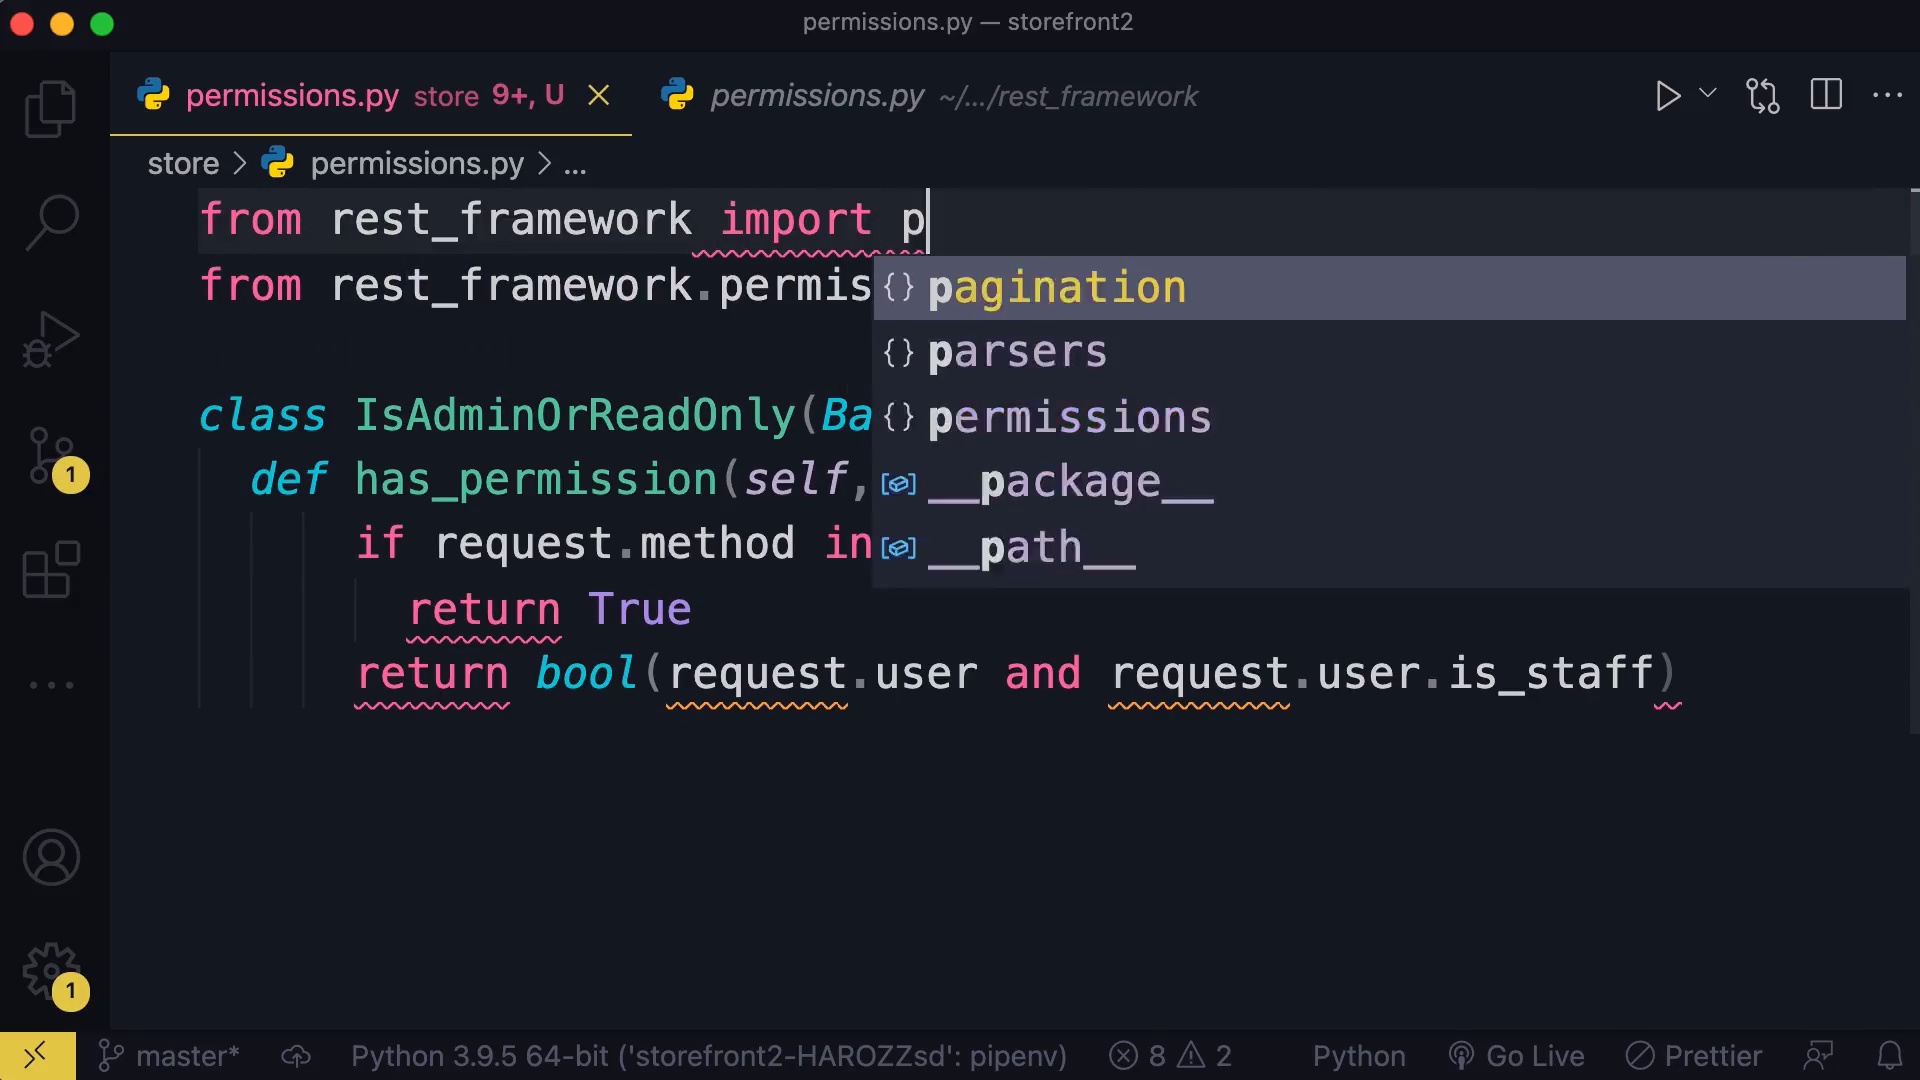 permissions.py — storefront2
permissions.py store 9+, U
permissions.py ~/.../rest_framework
store > permissions.py > ...
from rest_framework import p
from rest_framework.permis
class IsAdminOrReadOnly(Ba
def has_permission(self,
if request.method in
return True
return bool(request.user and request.user.is_staff)
{} pagination
{} parsers
{} permissions
__package__
__path__
1
1
master* Python 3.9.5 64-bit ('storefront2-HAROZZsd': pipenv) 8 2 Python Go Live Prettier